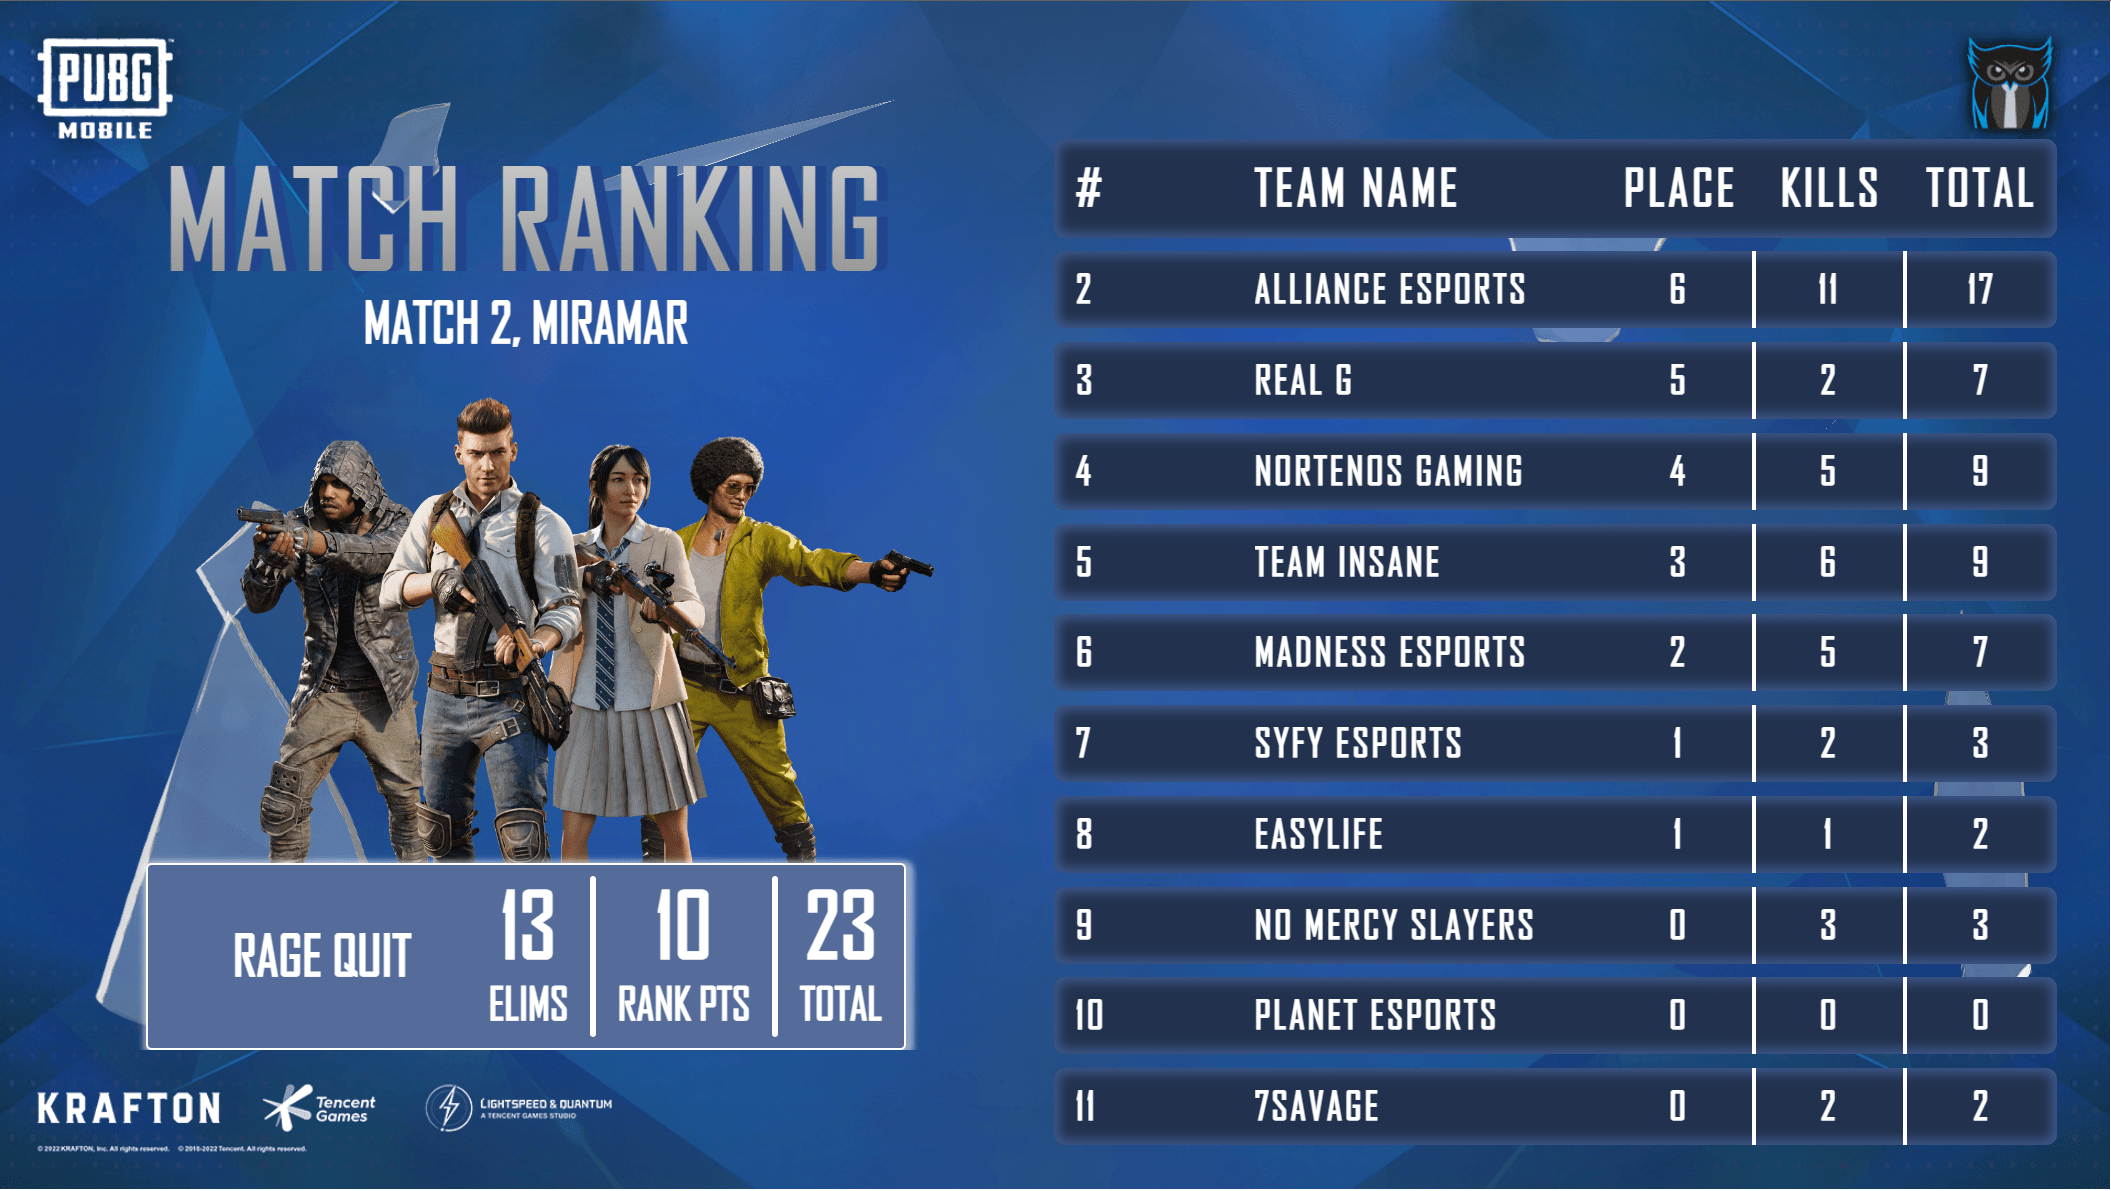 PUBG
MOBILE
MATCH RANKING
MATCH 2, MIRAMAR
RAGE QUIT
13 ELIMS
10 RANK PTS
23 TOTAL
KRAFTON
Tencent Games
LIGHTSPEED & QUANTUM
A TENCENT GAMES STUDIO
© 2022 KRAFTON, Inc. All rights reserved. © 2018-2022 Tencent. All rights reserved.
# TEAM NAME PLACE KILLS TOTAL
2 ALLIANCE ESPORTS 6 11 17
3 REAL G 5 2 7
4 NORTENOS GAMING 4 5 9
5 TEAM INSANE 3 6 9
6 MADNESS ESPORTS 2 5 7
7 SYFY ESPORTS 1 2 3
8 EASYLIFE 1 1 2
9 NO MERCY SLAYERS 0 3 3
10 PLANET ESPORTS 0 0 0
11 7SAVAGE 0 2 2